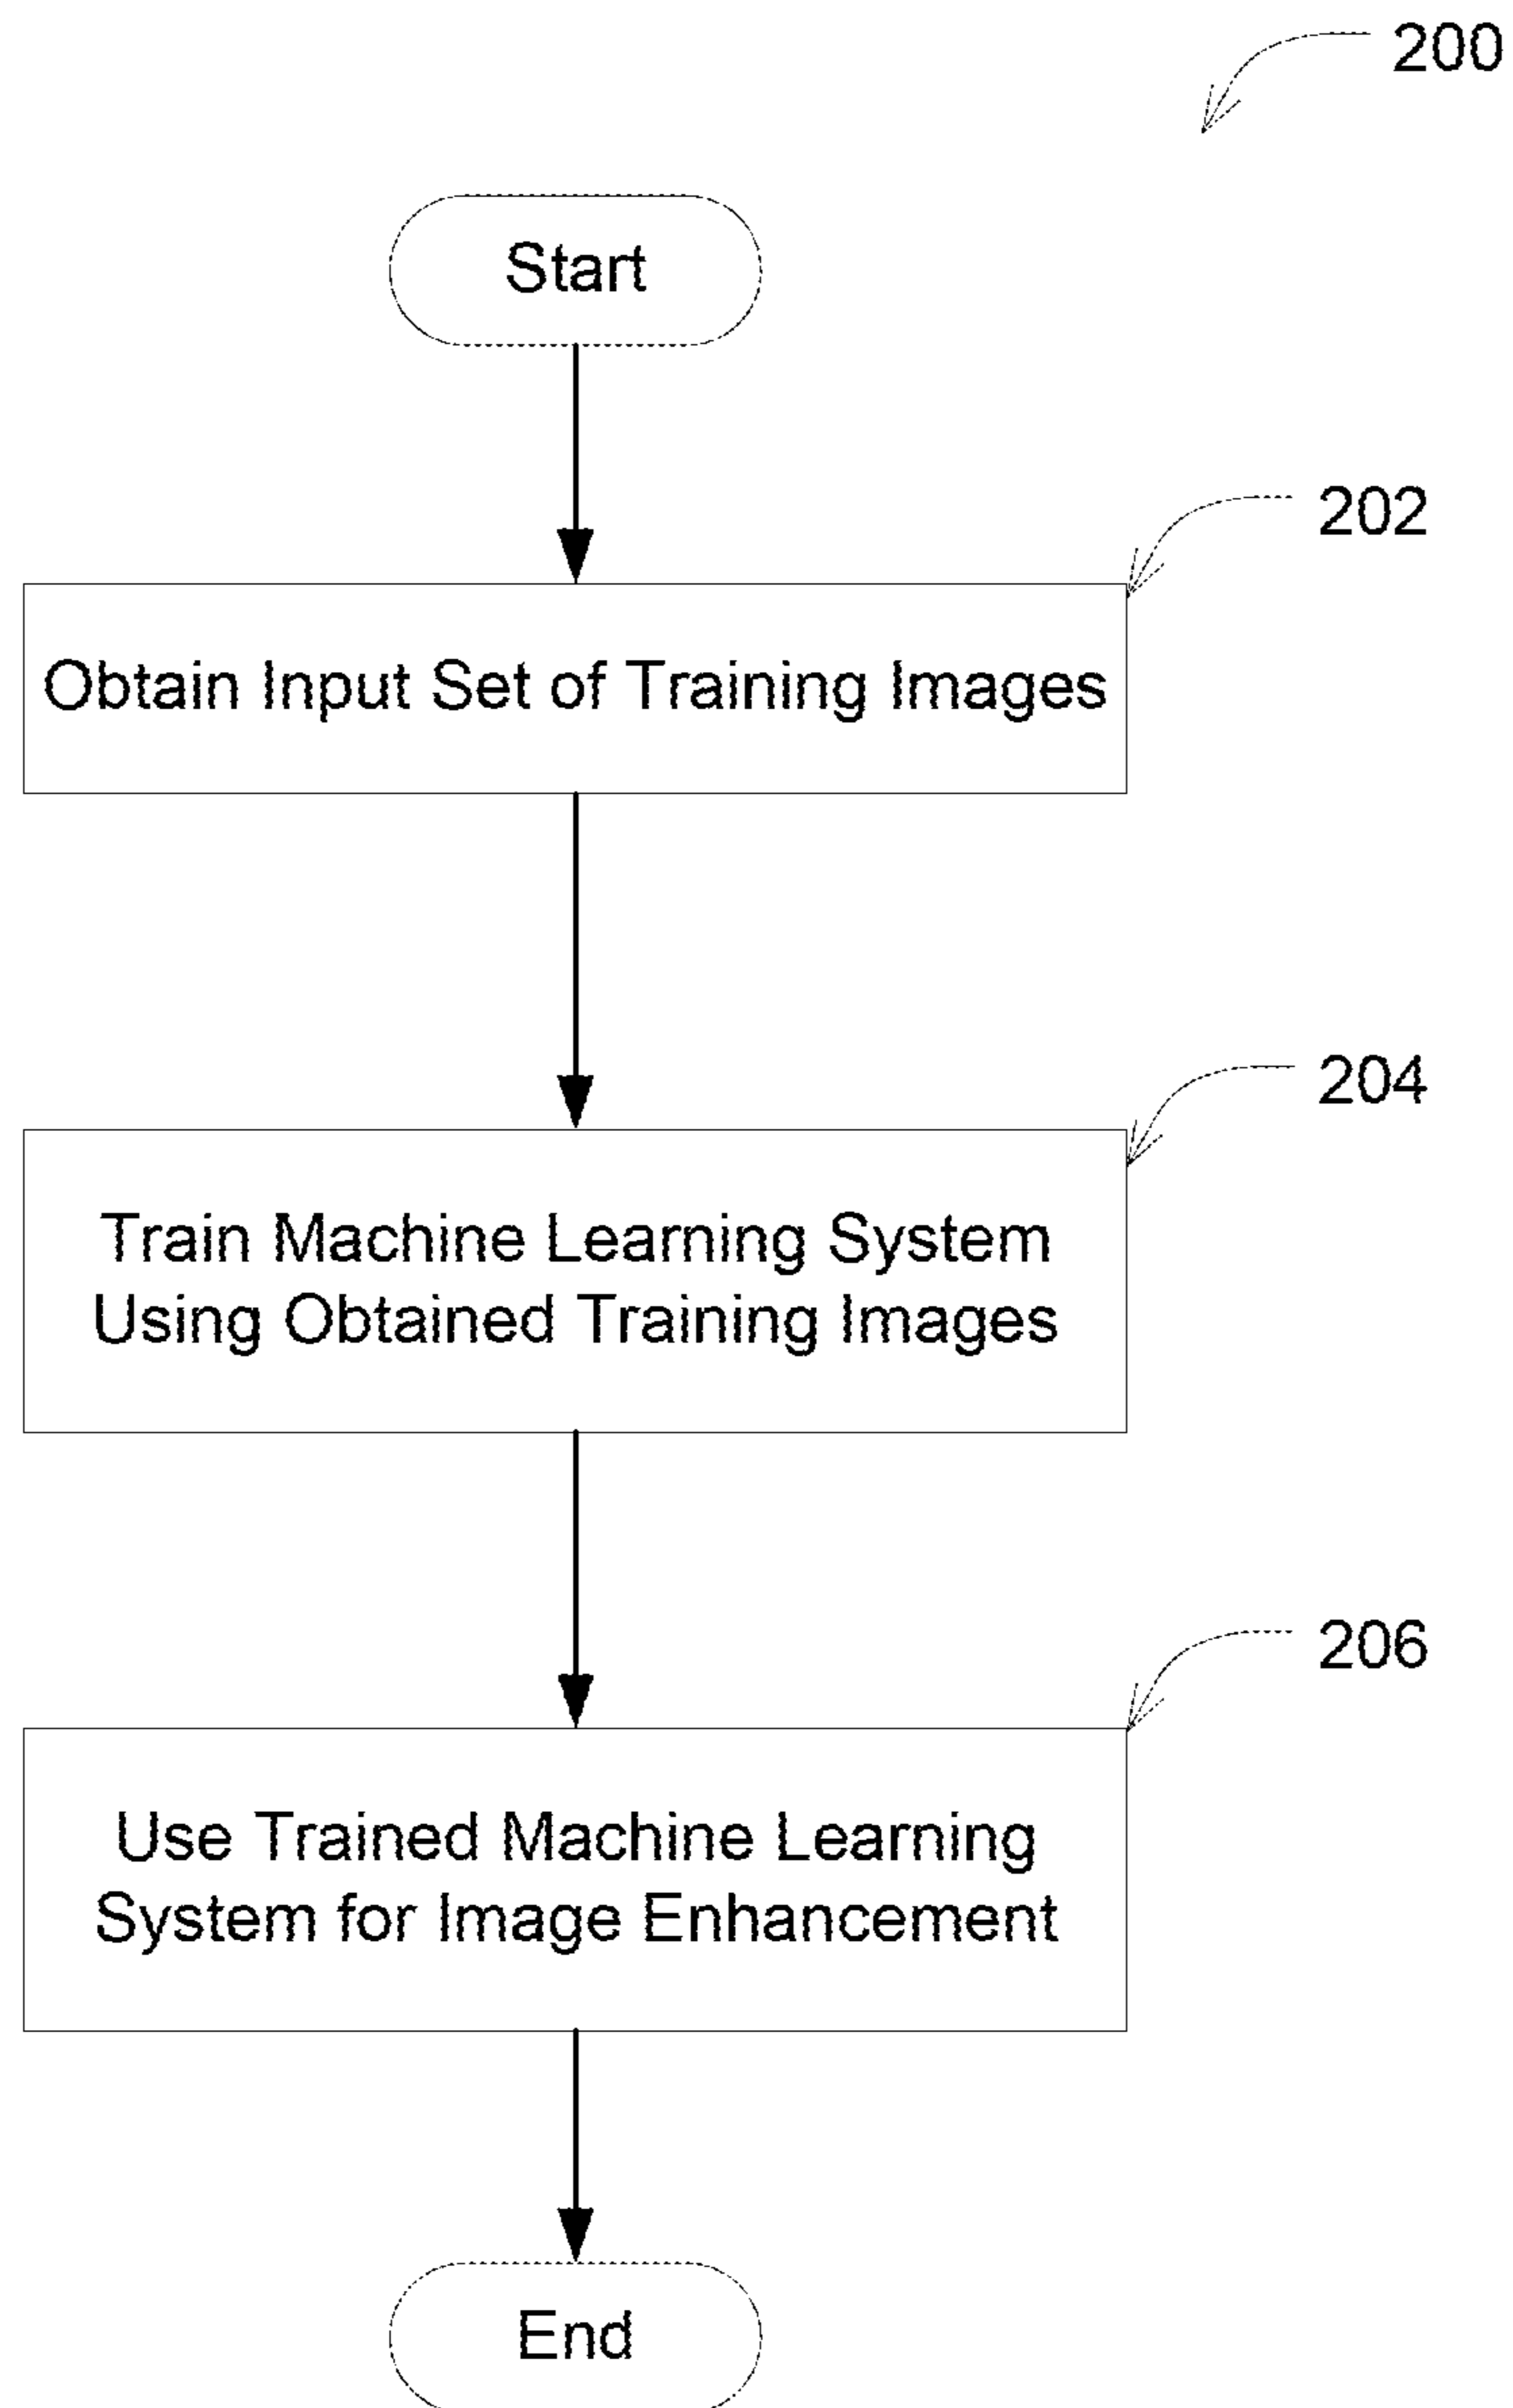 200
Start
202
Obtain Input Set of Training Images
204
Train Machine Learning System
Using Obtained Training Images
206
Use Trained Machine Learning
System for Image Enhancement
End